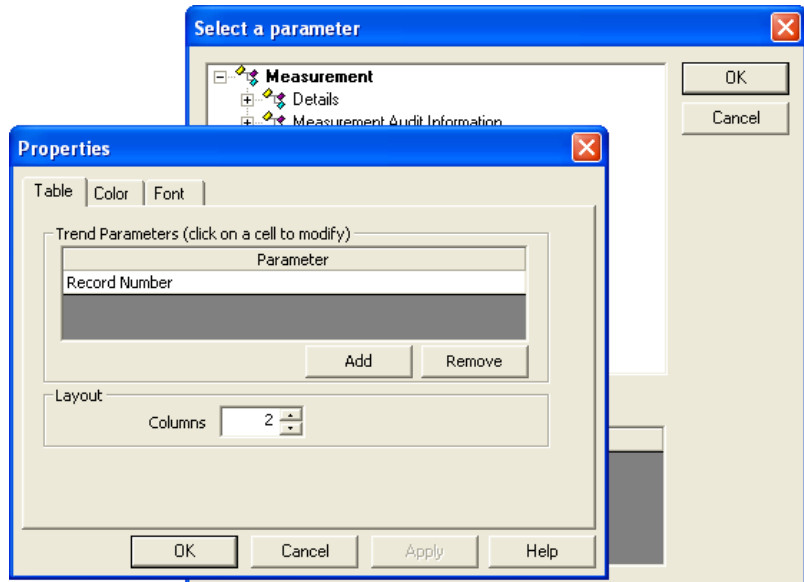 Select a parameter
Measurement
Details
Measurement Audit Information
OK
Cancel
Properties
Table Color Font
Trend Parameters (click on a cell to modify)
Parameter
Record Number
Add Remove
Layout
Columns 2
OK Cancel Apply Help